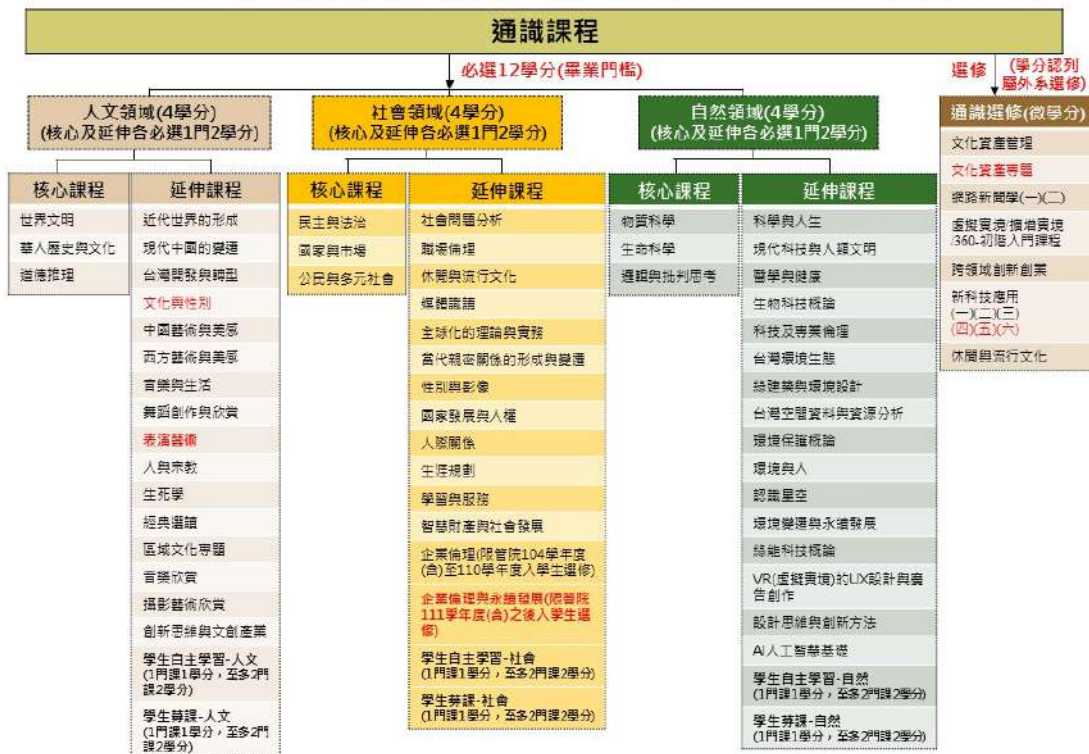 通識課程
必選12學分(畢業門檻)
選修
(學分認列
屬外系選修)
人文領域(4學分)
(核心及延伸各必選1門2學分)
核心課程
世界文明
華人歷史與文化
道德推理
延伸課程
近代世界的形成
現代中國的變遷
台灣開發與轉型
文化與性別
中國藝術與美感
西方藝術與美感
音樂與生活
舞蹈創作與欣賞
表演藝術
人與宗教
生死學
經典選讀
區域文化專題
音樂欣賞
攝影藝術欣賞
創新思維與文創產業
學生自主學習-人文
(1門課1學分，至多2門
課2學分)
學生募課-人文
(1門課1學分，至多2門
課2學分)
社會領域(4學分)
(核心及延伸各必選1門2學分)
核心課程
民主與法治
國家與市場
公民與多元社會
延伸課程
社會問題分析
職場倫理
休閒與流行文化
媒體識讀
全球化的理論與實務
當代親密關係的形成與變遷
性別與影像
國家發展與人權
人際關係
生涯規劃
學習與服務
智慧財產與社會發展
企業倫理(限管院104學年度
(含)至110學年度入學生選修)
企業倫理與永續發展(限管院
111學年度(含)之後入學生選
修)
學生自主學習-社會
(1門課1學分，至多2門課2學分)
學生募課-社會
(1門課1學分，至多2門課2學分)
自然領域(4學分)
(核心及延伸各必選1門2學分)
核心課程
物質科學
生命科學
邏輯與批判思考
延伸課程
科學與人生
現代科技與人類文明
醫學與健康
生物科技概論
科技及專業倫理
台灣環境生態
綠建築與環境設計
台灣空間資料與資源分析
環境保護概論
環境與人
認識星空
環境變遷與永續發展
綠能科技概論
VR(虛擬實境)的UX設計與廣
告創作
設計思維與創新方法
AI人工智慧基礎
學生自主學習-自然
(1門課1學分，至多2門課2學分)
學生募課-自然
(1門課1學分，至多2門課2學分)
通識選修(微學分)
文化資產管理
文化資產專題
網路新聞學(一)(二)
虛擬實境/擴增實境
/360-初階入門課程
跨領域創新創業
新科技應用
(一)(二)(三)
(四)(五)(六)
休閒與流行文化